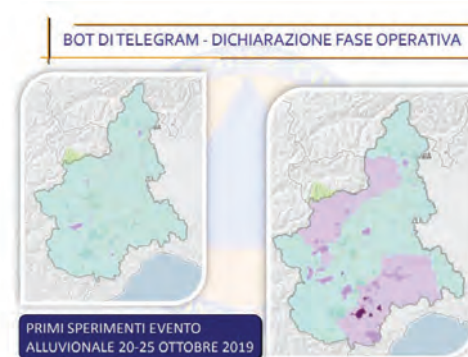 BOT DI TELEGRAM - DICHIARAZIONE FASE OPERATIVA
PRIMI SPERIMENTI EVENTO
ALLUVIONALE 20-25 OTTOBRE 2019